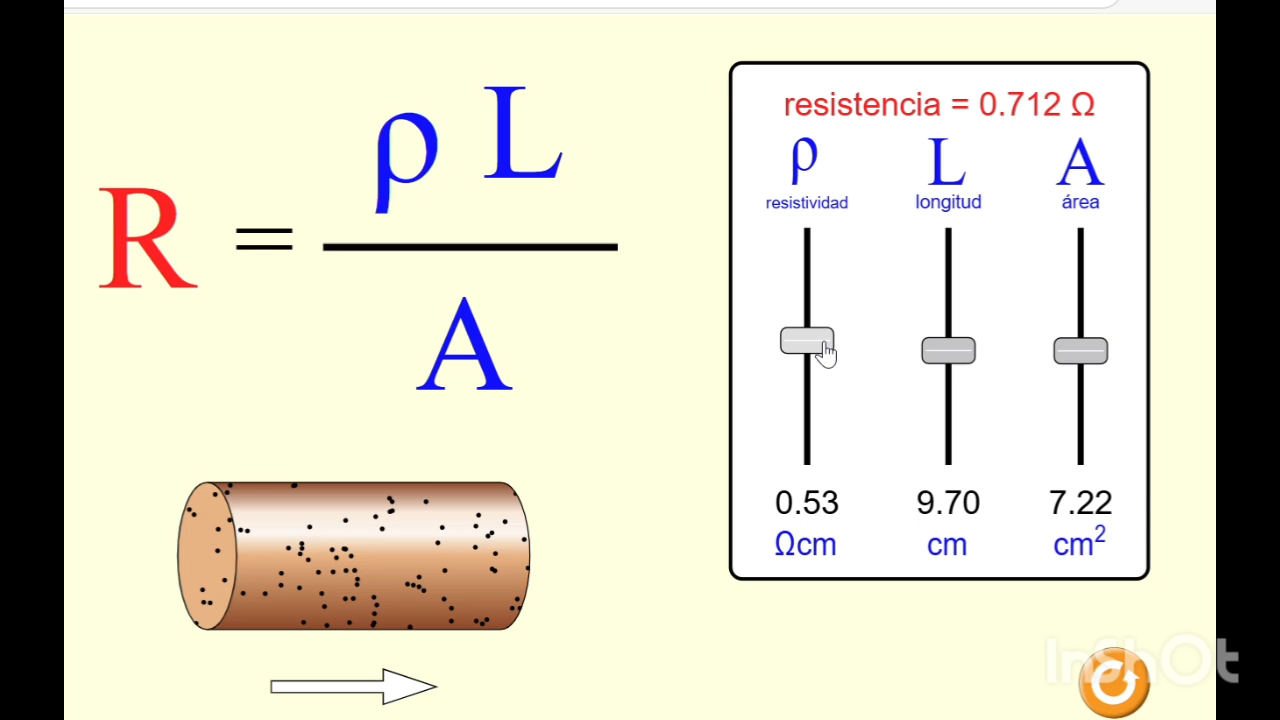 R = ρ L / A
resistencia = 0.712 Ω
ρ L A
resistividad longitud área
0.53 9.70 7.22
Ωcm cm cm²
InShOt